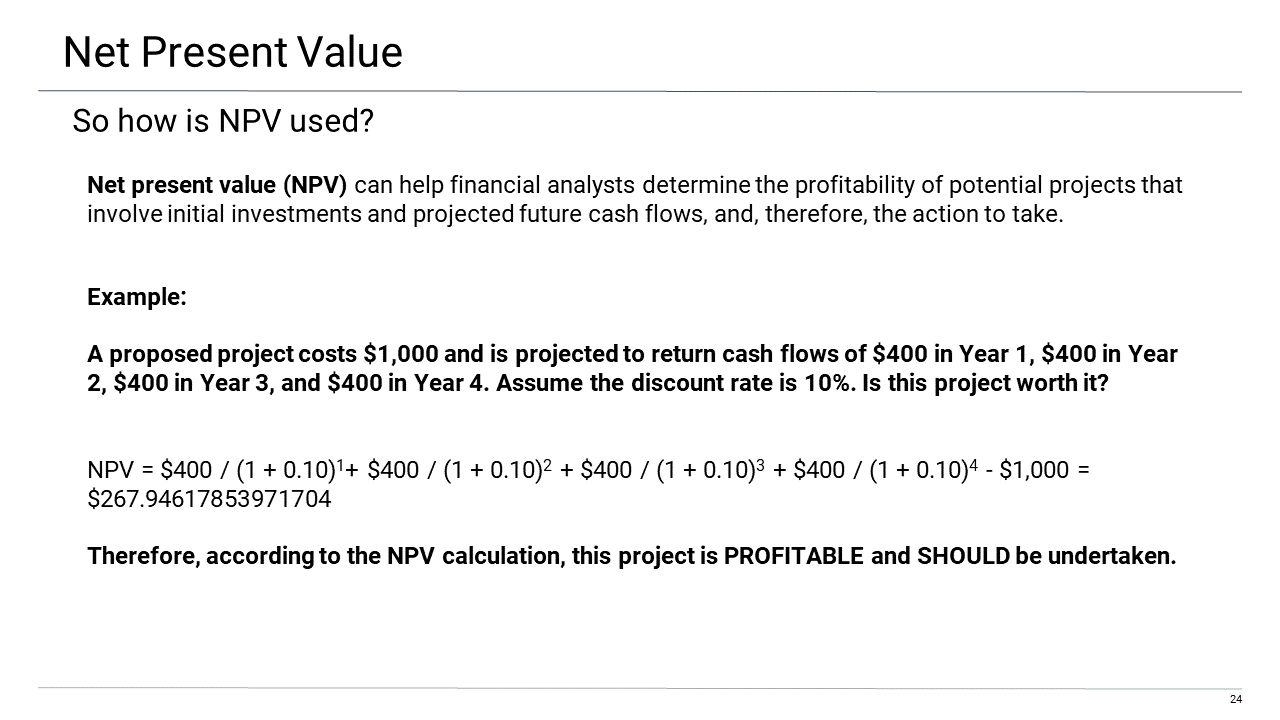 Net Present Value
So how is NPV used?
Net present value (NPV) can help financial analysts determine the profitability of potential projects that
involve initial investments and projected future cash flows, and, therefore, the action to take.
Example:
A proposed project costs $1,000 and is projected to return cash flows of $400 in Year 1, $400 in Year
2, $400 in Year 3, and $400 in Year 4. Assume the discount rate is 10%. Is this project worth it?
NPV = $400 / (1 + 0.10)¹+ $400 / (1 + 0.10)² + $400 / (1 + 0.10)³ + $400 / (1 + 0.10)⁴ - $1,000 =
$267.94617853971704
Therefore, according to the NPV calculation, this project is PROFITABLE and SHOULD be undertaken.
24